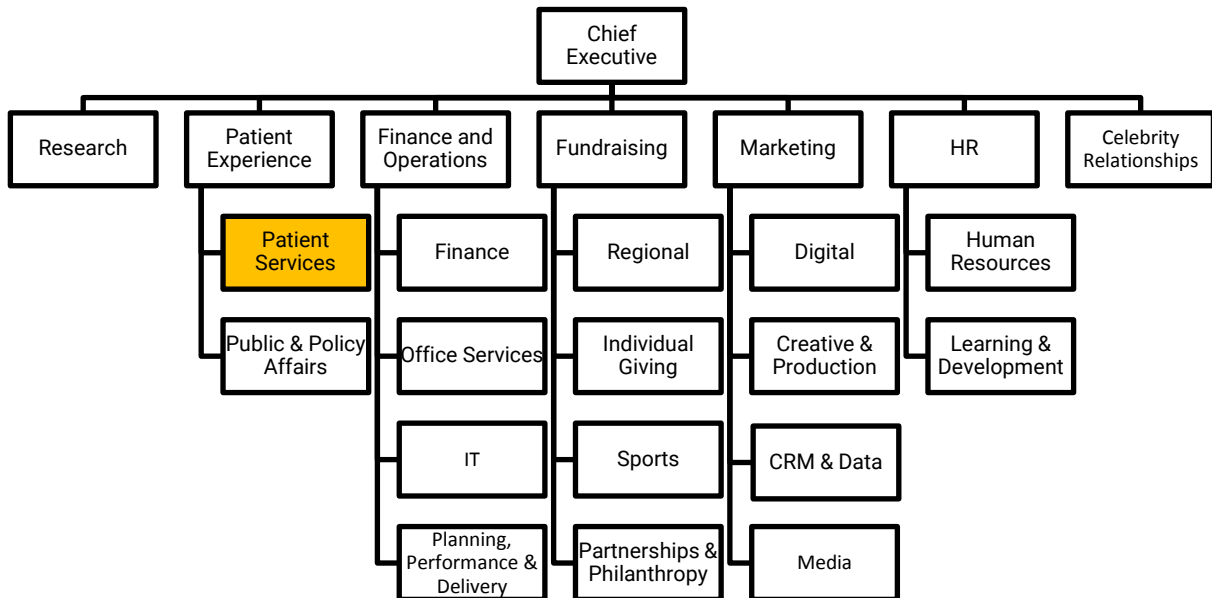 Chief
Executive
Research
Patient
Experience
Finance and
Operations
Fundraising
Marketing
HR
Celebrity
Relationships
Patient
Services
Finance
Regional
Digital
Human
Resources
Public & Policy
Affairs
Office Services
Individual
Giving
Creative &
Production
Learning &
Development
IT
Sports
CRM & Data
Planning,
Performance &
Delivery
Partnerships &
Philanthropy
Media